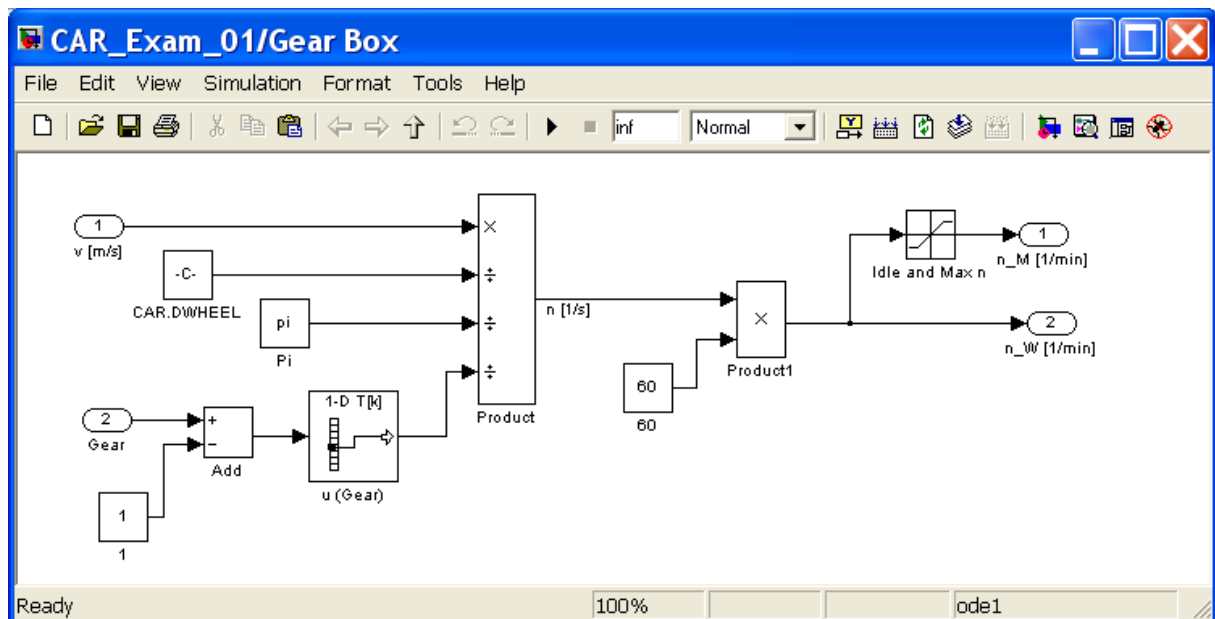 CAR_Exam_01/Gear Box
File Edit View Simulation Format Tools Help
inf Normal
1
v [m/s]
-C-
CAR.DWHEEL
pi
Pi
2
Gear
1
1
+
−
Add
1-D T[k]
u (Gear)
×
÷
÷
÷
Product
n [1/s]
60
60
×
Product1
Idle and Max n
1
n_M [1/min]
2
n_W [1/min]
Ready 100% ode1